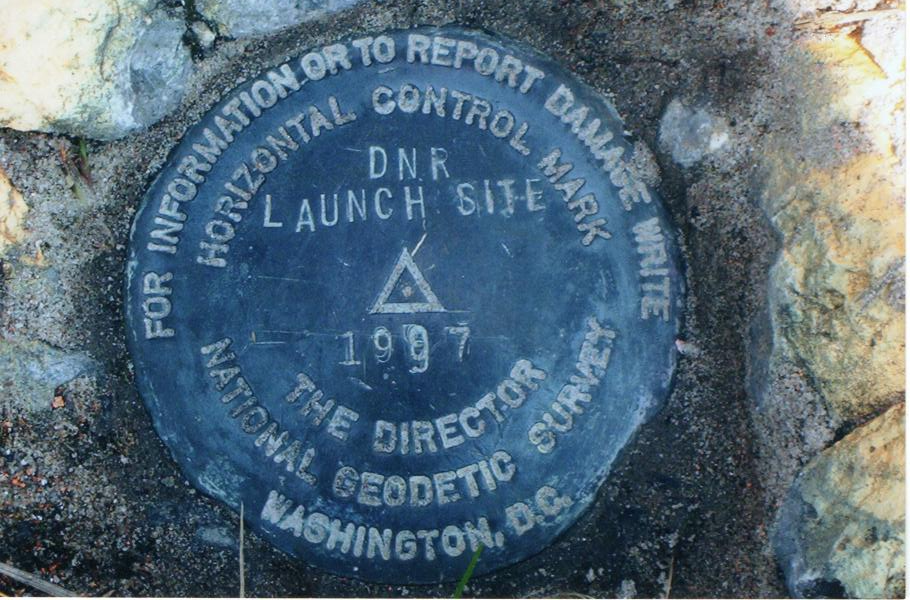 FOR INFORMATION OR TO REPORT DAMAGE WRITE
HORIZONTAL CONTROL MARK
DNR
LAUNCH SITE
1997
THE DIRECTOR
NATIONAL GEODETIC SURVEY
WASHINGTON, D.C.